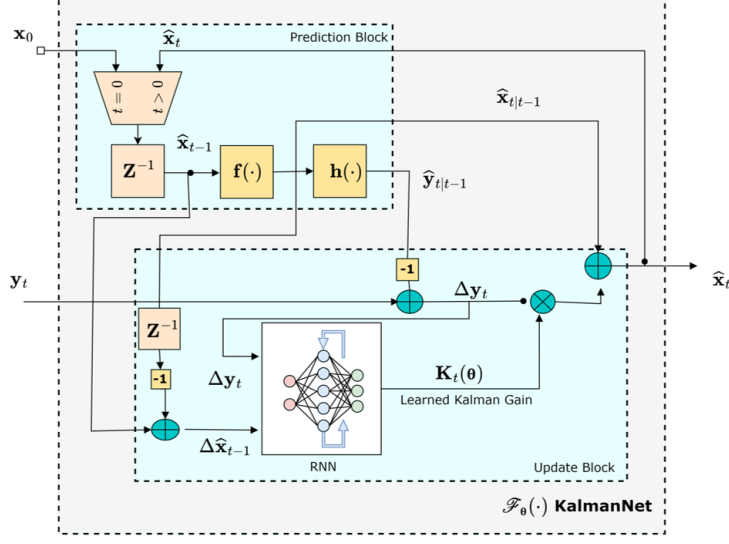 x₀
x̂ₜ
Prediction Block
t = 0
t > 0
x̂ₜ|ₜ₋₁
x̂ₜ₋₁
Z⁻¹
f(·)
h(·)
ŷₜ|ₜ₋₁
-1
x̂ₜ
yₜ
Δyₜ
Z⁻¹
Δyₜ
-1
Kₜ(θ)
Learned Kalman Gain
Δx̂ₜ₋₁
RNN
Update Block
ℱ_θ(·) KalmanNet